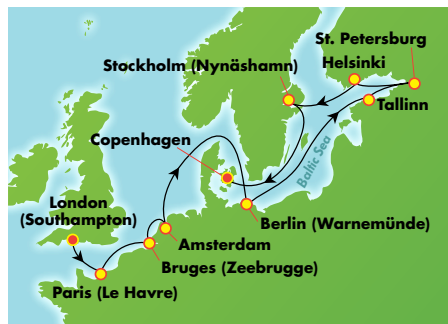 St. Petersburg
Helsinki
Stockholm (Nynäshamn)
Tallinn
Copenhagen
Baltic Sea
London
(Southampton)
Berlin (Warnemünde)
Amsterdam
Bruges (Zeebrugge)
Paris (Le Havre)